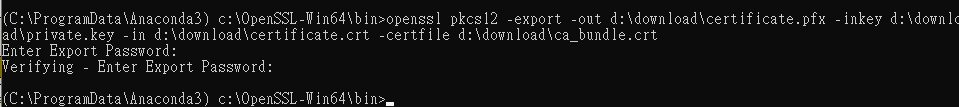 (C:\ProgramData\Anaconda3) c:\OpenSSL-Win64\bin>openssl pkcs12 -export -out d:\download\certificate.pfx -inkey d:\downlo
ad\private.key -in d:\download\certificate.crt -certfile d:\download\ca_bundle.crt
Enter Export Password:
Verifying - Enter Export Password:
(C:\ProgramData\Anaconda3) c:\OpenSSL-Win64\bin>